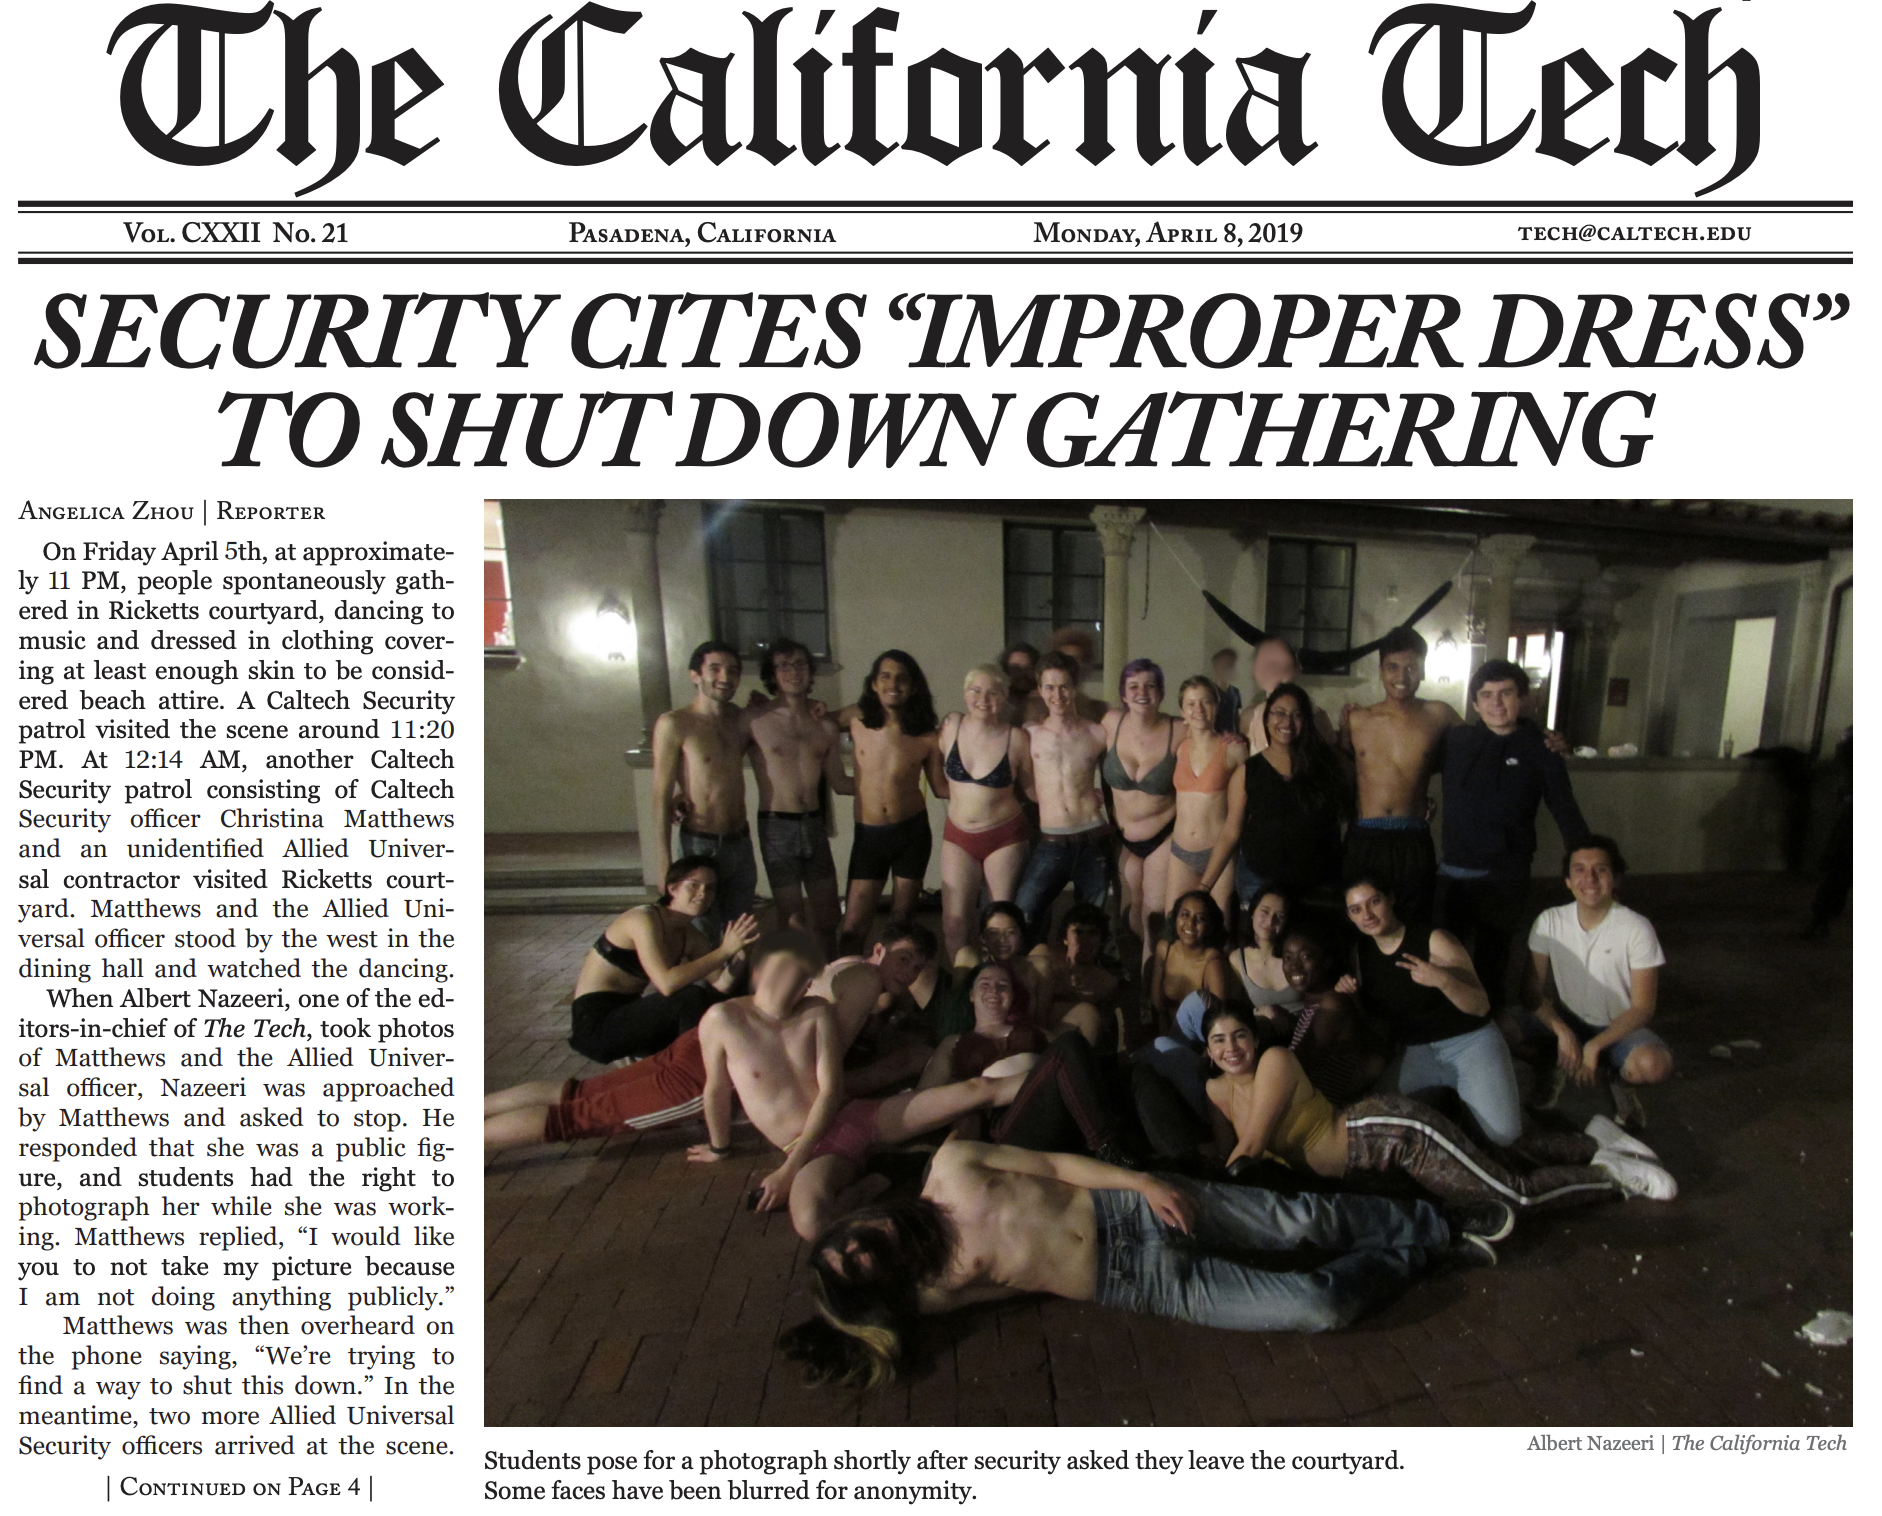 The California Tech
Vol. CXXII No. 21 Pasadena, California Monday, April 8, 2019 tech@caltech.edu
SECURITY CITES “IMPROPER DRESS”
TO SHUT DOWN GATHERING
Angelica Zhou | Reporter
On Friday April 5th, at approximate-
ly 11 PM, people spontaneously gath-
ered in Ricketts courtyard, dancing to
music and dressed in clothing cover-
ing at least enough skin to be consid-
ered beach attire. A Caltech Security
patrol visited the scene around 11:20
PM. At 12:14 AM, another Caltech
Security patrol consisting of Caltech
Security officer Christina Matthews
and an unidentified Allied Univer-
sal contractor visited Ricketts court-
yard. Matthews and the Allied Uni-
versal officer stood by the west in the
dining hall and watched the dancing.
When Albert Nazeeri, one of the ed-
itors-in-chief of The Tech, took photos
of Matthews and the Allied Univer-
sal officer, Nazeeri was approached
by Matthews and asked to stop. He
responded that she was a public fig-
ure, and students had the right to
photograph her while she was work-
ing. Matthews replied, “I would like
you to not take my picture because
I am not doing anything publicly.”
Matthews was then overheard on
the phone saying, “We’re trying to
find a way to shut this down.” In the
meantime, two more Allied Universal
Security officers arrived at the scene.
| Continued on Page 4 |
Albert Nazeeri | The California Tech
Students pose for a photograph shortly after security asked they leave the courtyard.
Some faces have been blurred for anonymity.